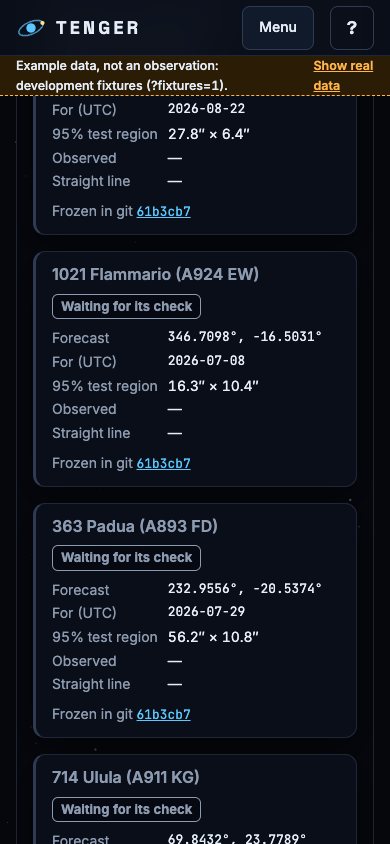 TENGER
Menu
?
Example data, not an observation:
development fixtures (?fixtures=1).
Show real
data
For (UTC) 2026-08-22
95% test region 27.8″ × 6.4″
Observed —
Straight line —
Frozen in git 61b3cb7
1021 Flammario (A924 EW)
Waiting for its check
Forecast 346.7098°, -16.5031°
For (UTC) 2026-07-08
95% test region 16.3″ × 10.4″
Observed —
Straight line —
Frozen in git 61b3cb7
363 Padua (A893 FD)
Waiting for its check
Forecast 232.9556°, -20.5374°
For (UTC) 2026-07-29
95% test region 56.2″ × 10.8″
Observed —
Straight line —
Frozen in git 61b3cb7
714 Ulula (A911 KG)
Waiting for its check
Forecast 69.8432°, 23.7789°